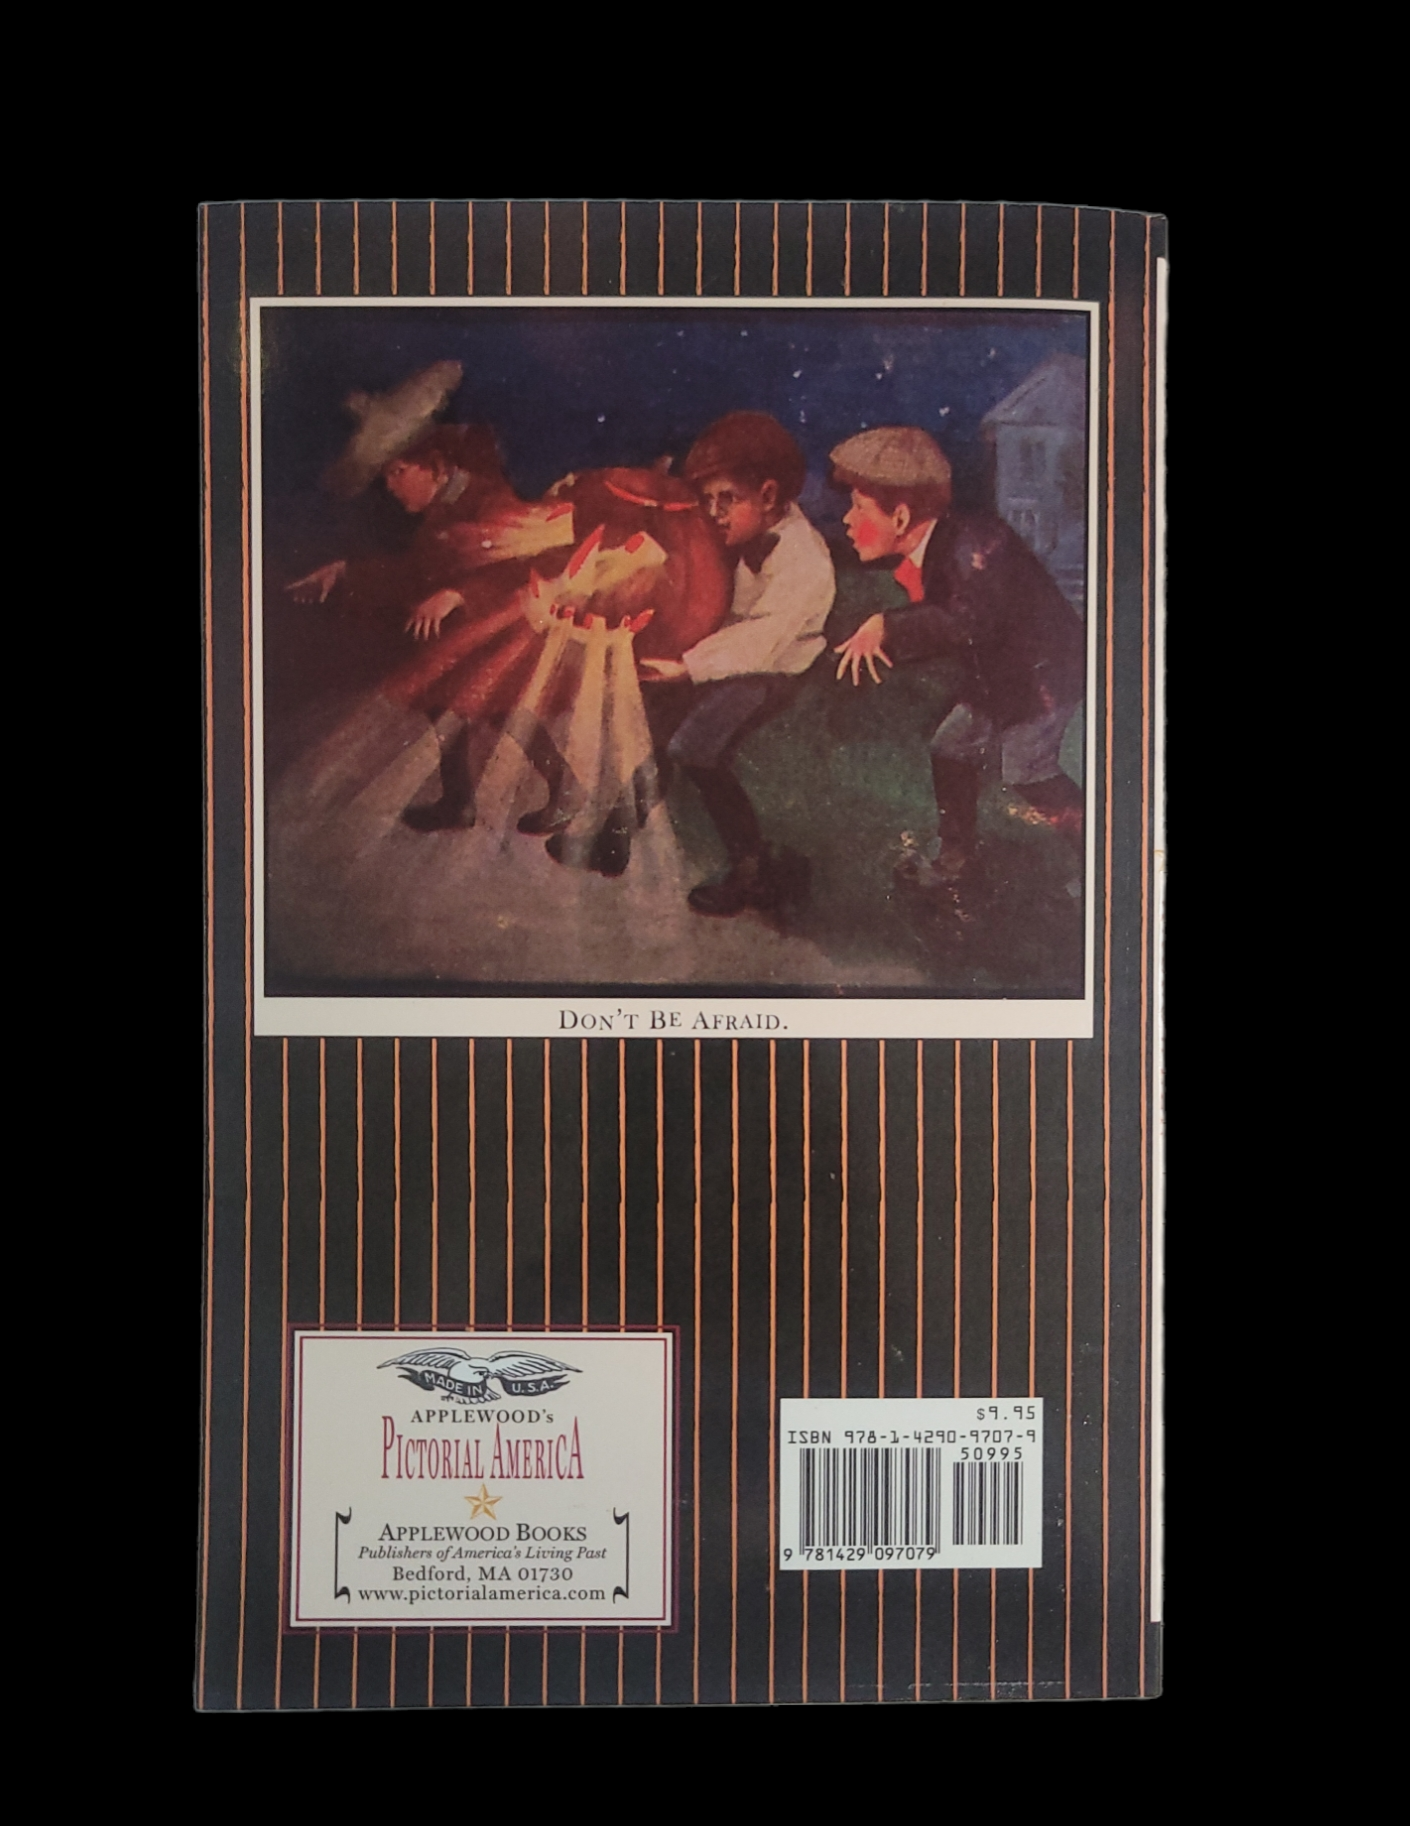 DON'T BE AFRAID.
MADE IN U.S.A.
APPLEWOOD's
PICTORIAL AMERICA
APPLEWOOD BOOKS
Publishers of America's Living Past
Bedford, MA 01730
www.pictorialamerica.com
$9.95
ISBN 978-1-4290-9707-9
50995
9 781429 097079